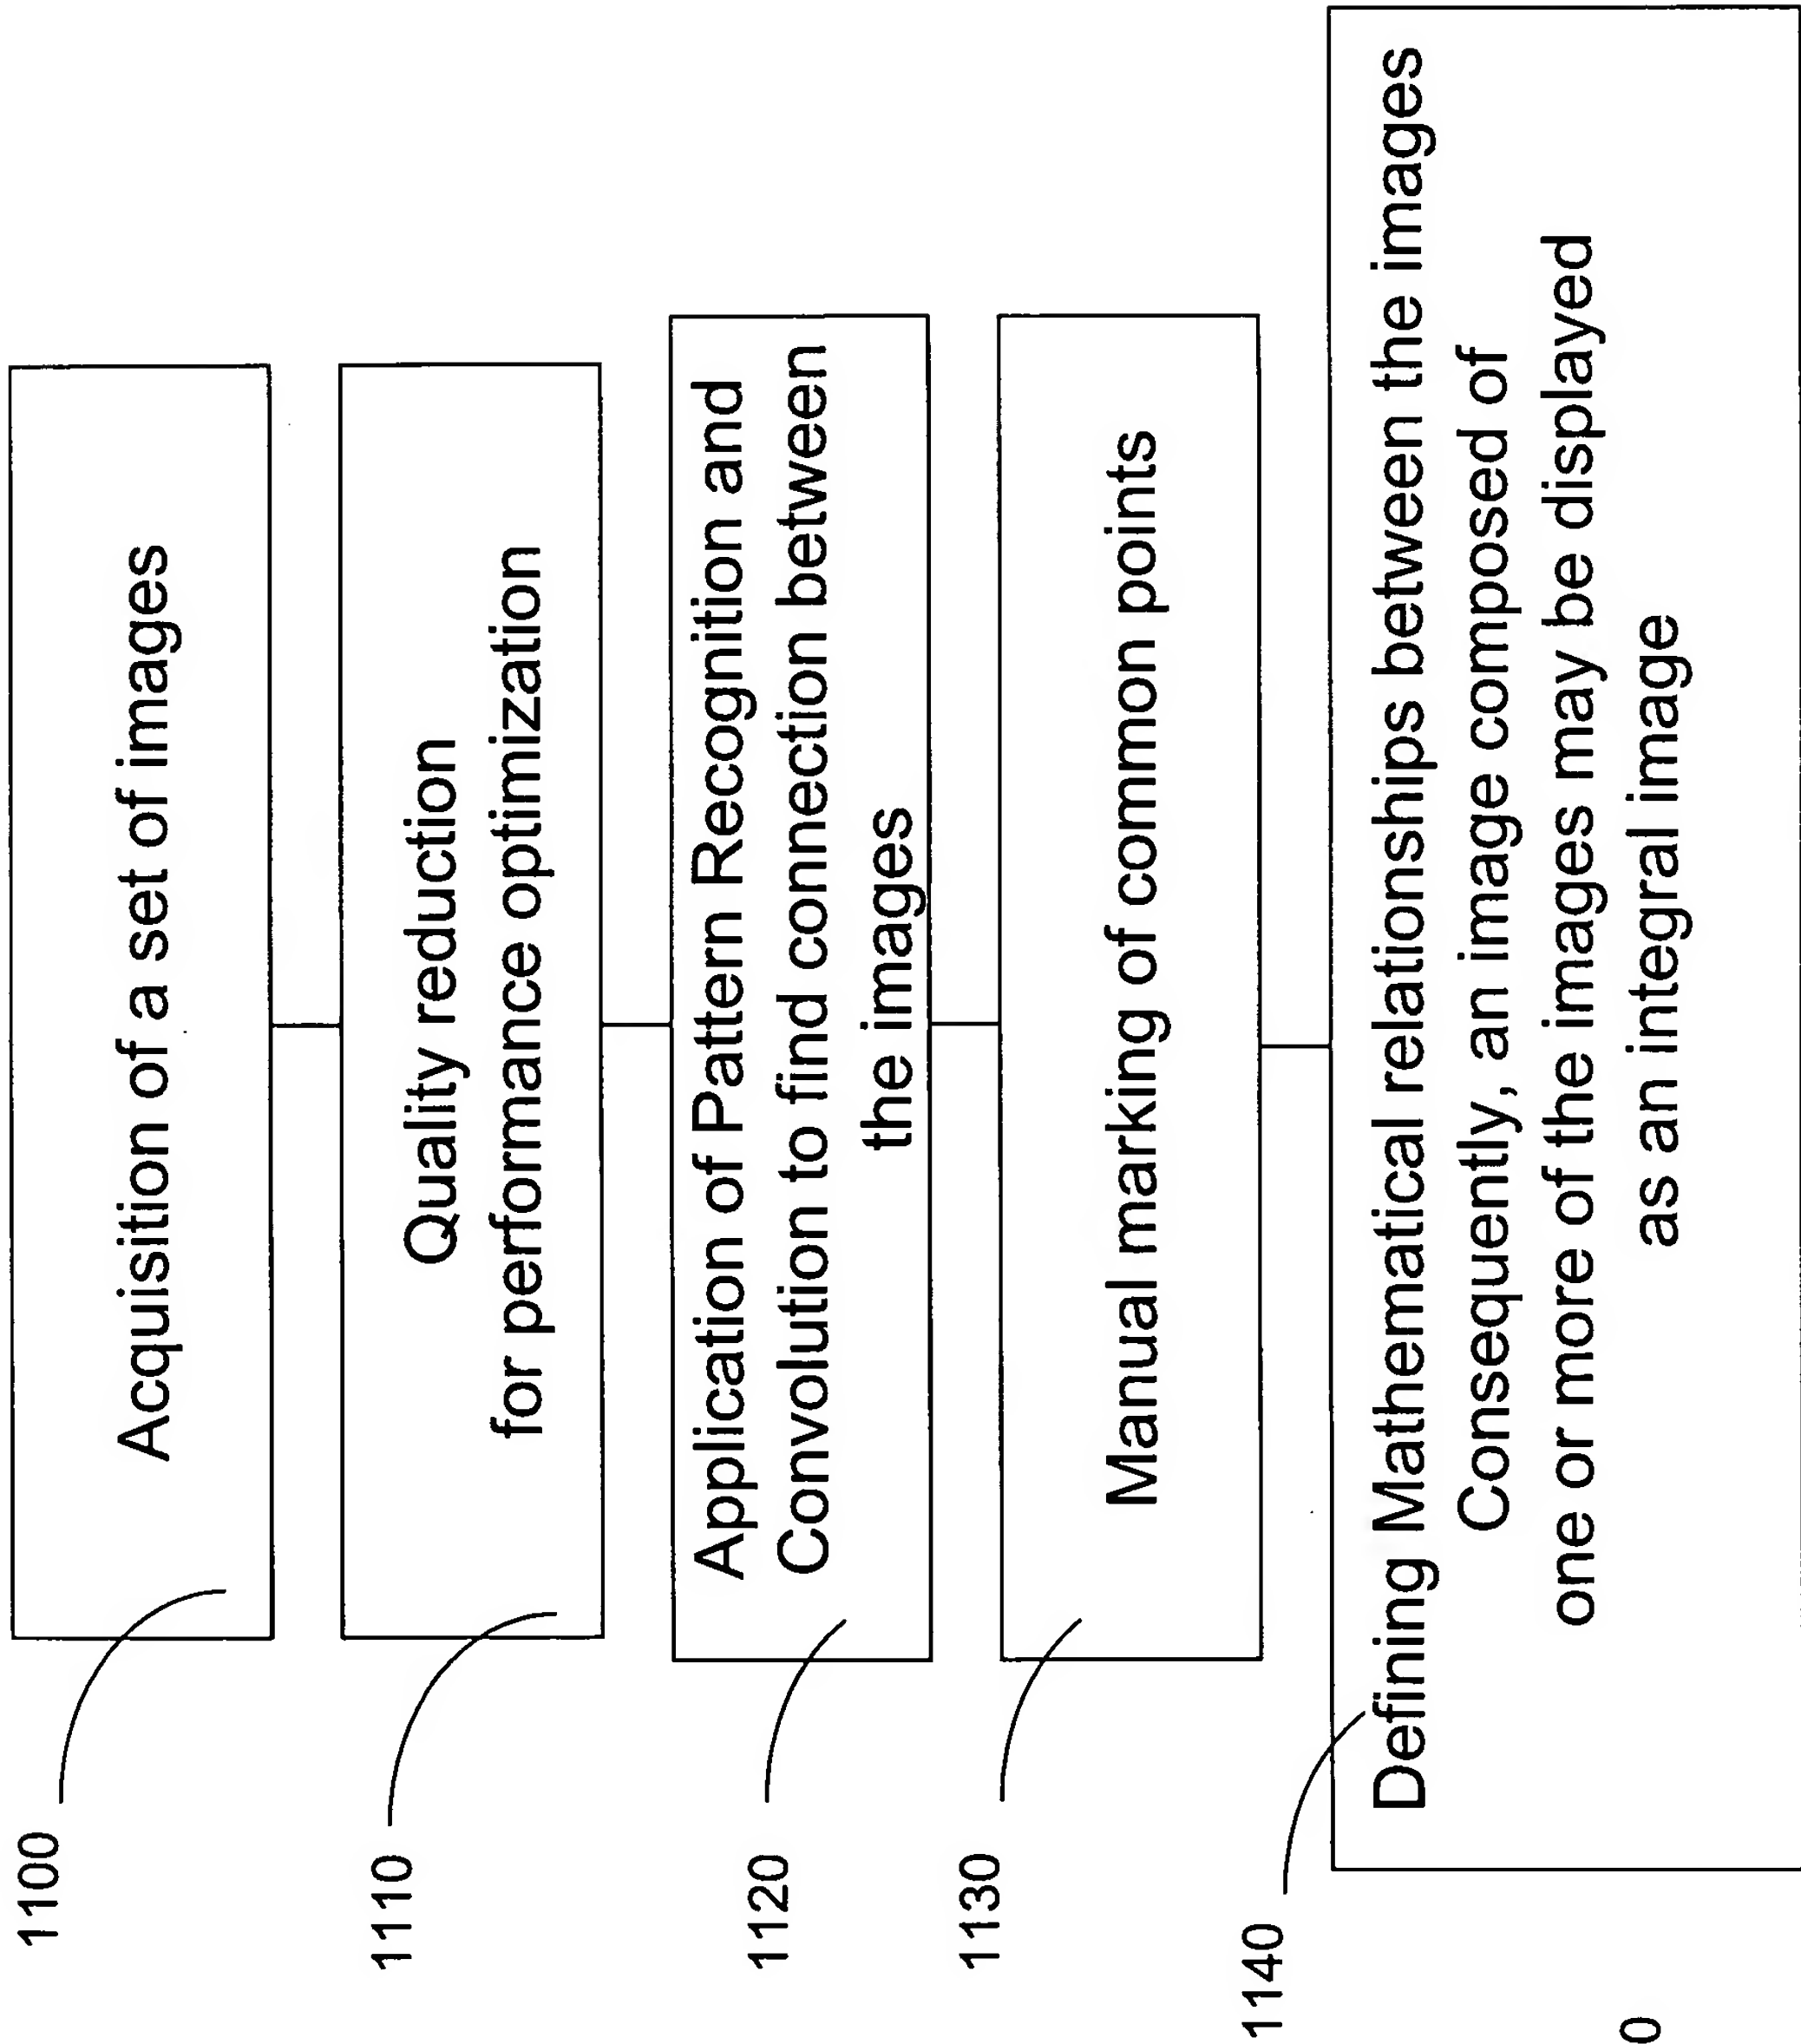 1100
Acquisition of a set of images
1110
Quality reduction
for performance optimization
1120
Application of Pattern Recognition and
Convolution to find connection between
the images
1130
Manual marking of common points
1140
Defining Mathematical relationships between the images
Consequently, an image composed of
one or more of the images may be displayed
as an integral image
0